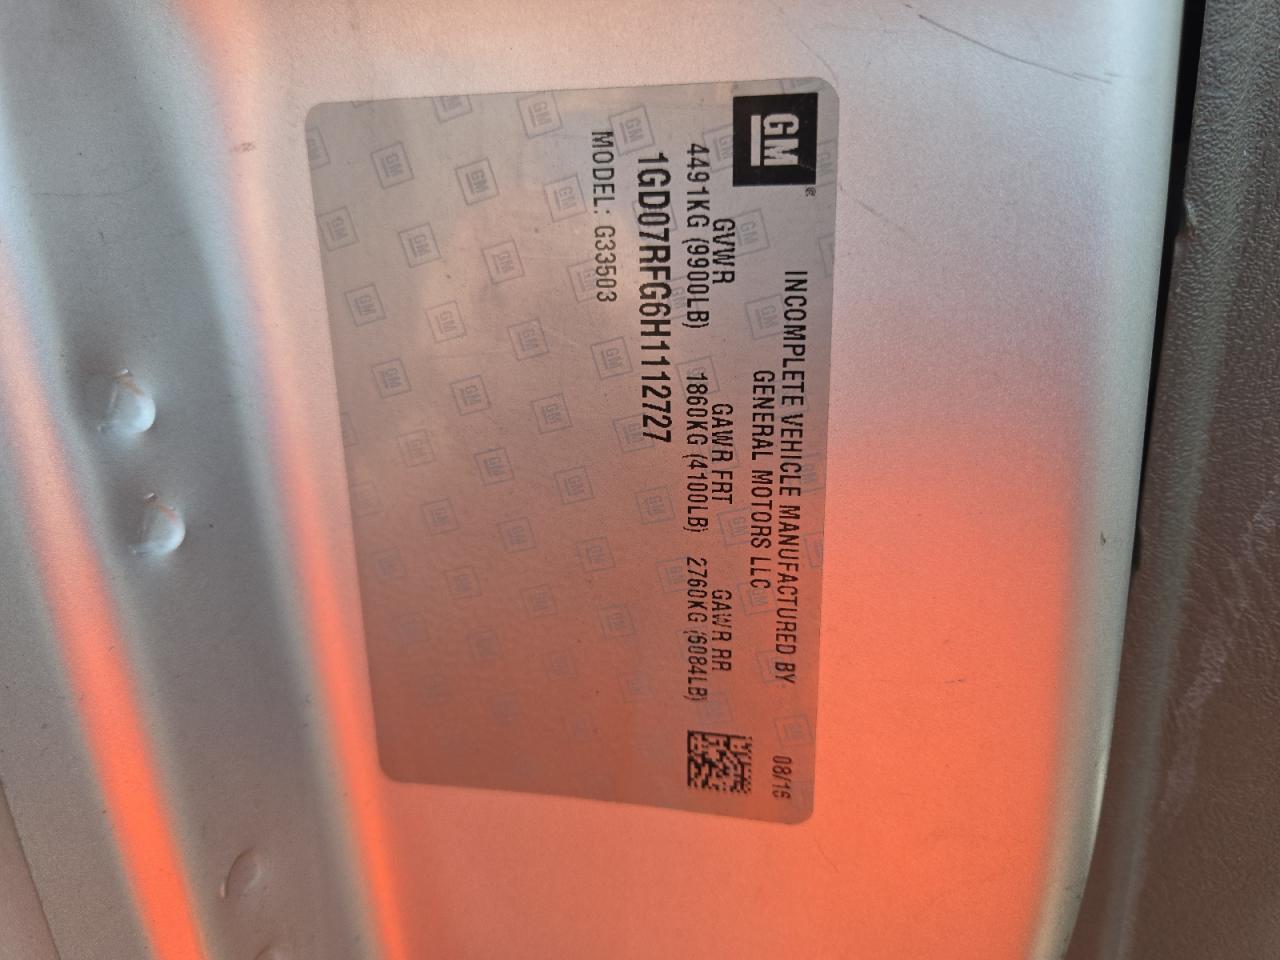 GM
INCOMPLETE VEHICLE MANUFACTURED BY
GENERAL MOTORS LLC
08/16
GVWR GAWR FRT GAWR RR
4491KG (9900LB) 1860KG (4100LB) 2760KG (6084LB)
1GD07RFG6H1112727
MODEL: G33503